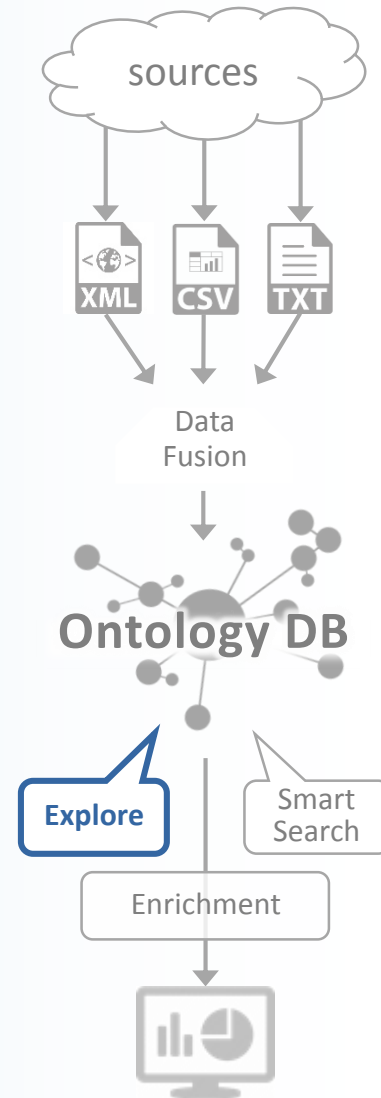 sources
XML
CSV
TXT
Data
Fusion
Ontology DB
Explore
Smart
Search
Enrichment